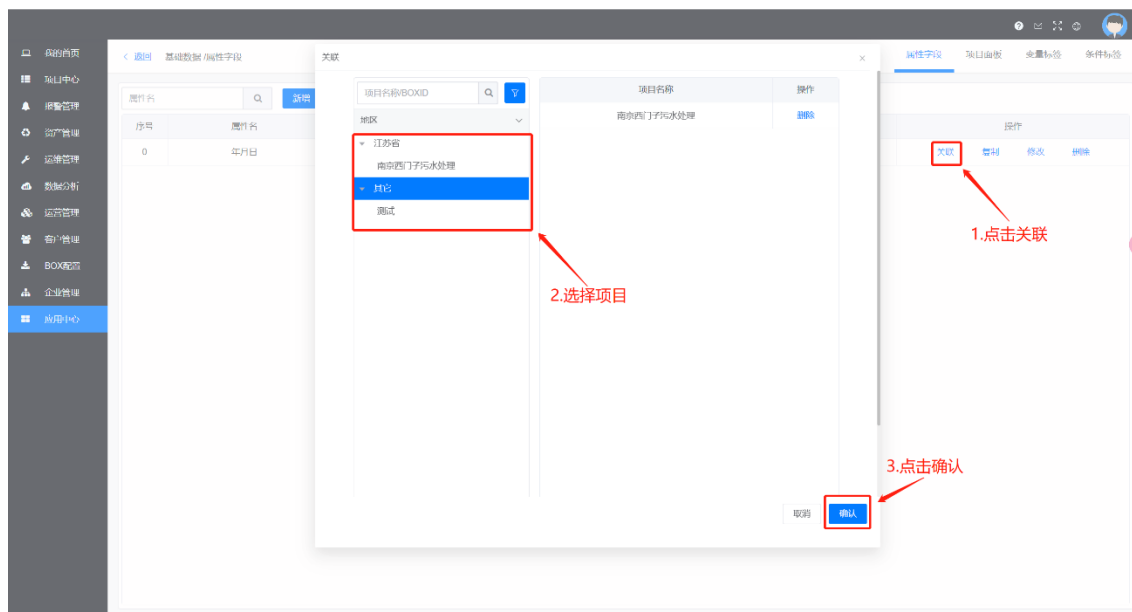 我的首页
项目中心
报警管理
资产管理
运维管理
数据分析
运营管理
客户管理
BOX配置
企业管理
应用中心
< 返回 基础数据 /属性字段
属性字段 项目面板 变量标签 条件标签
属性名
新增
序号 属性名 操作
0 年月日 关联 复制 修改 删除
关联 ×
项目名称/BOXID
地区
江苏省
南京西门子污水处理
其它
测试
项目名称 操作
南京西门子污水处理 删除
1.点击关联
2.选择项目
3.点击确认
取消 确认